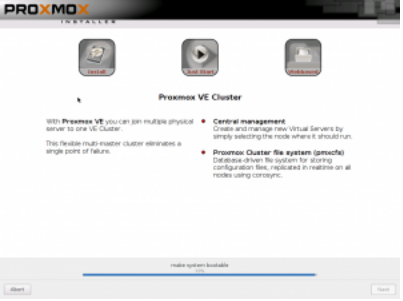 PROXMOX
INSTALLER
Install
Just Start
Webbased
Proxmox VE Cluster
With Proxmox VE you can join multiple physical
server to one VE Cluster.
This flexible multi-master cluster eliminates a
single point of failure.
Central management
Create and manage new Virtual Servers by
simply selecting the node where it should run.
Proxmox Cluster file system (pmxcfs)
Database-driven file system for storing
configuration files, replicated in realtime on all
nodes using corosync.
make system bootable
Abort
Next